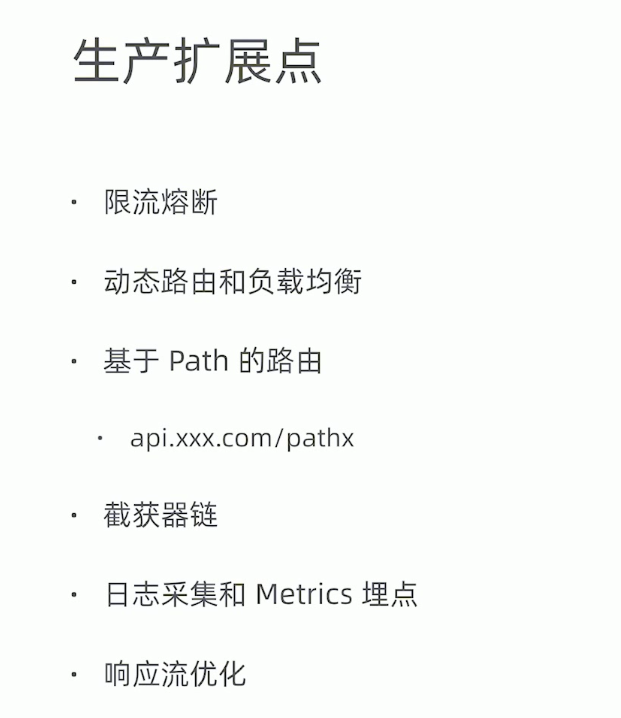 生产扩展点
· 限流熔断
· 动态路由和负载均衡
· 基于 Path 的路由
· api.xxx.com/pathx
· 截获器链
· 日志采集和 Metrics 埋点
· 响应流优化